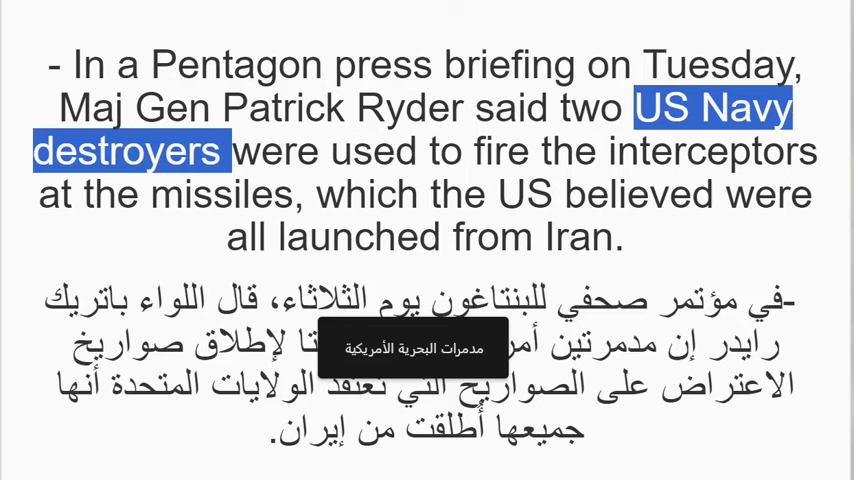 - In a Pentagon press briefing on Tuesday,
Maj Gen Patrick Ryder said two US Navy
destroyers were used to fire the interceptors
at the missiles, which the US believed were
all launched from Iran.
-في مؤتمر صحفي للبنتاغون يوم الثلاثاء، قال اللواء باتريك
رايدر إن مدمرتين لإطلاق صواريخ
مدمرات البحرية الأمريكية
الاعتراض على الصواريخ التي تعتقد الولايات المتحدة أنها
جميعها أُطلقت من إيران.